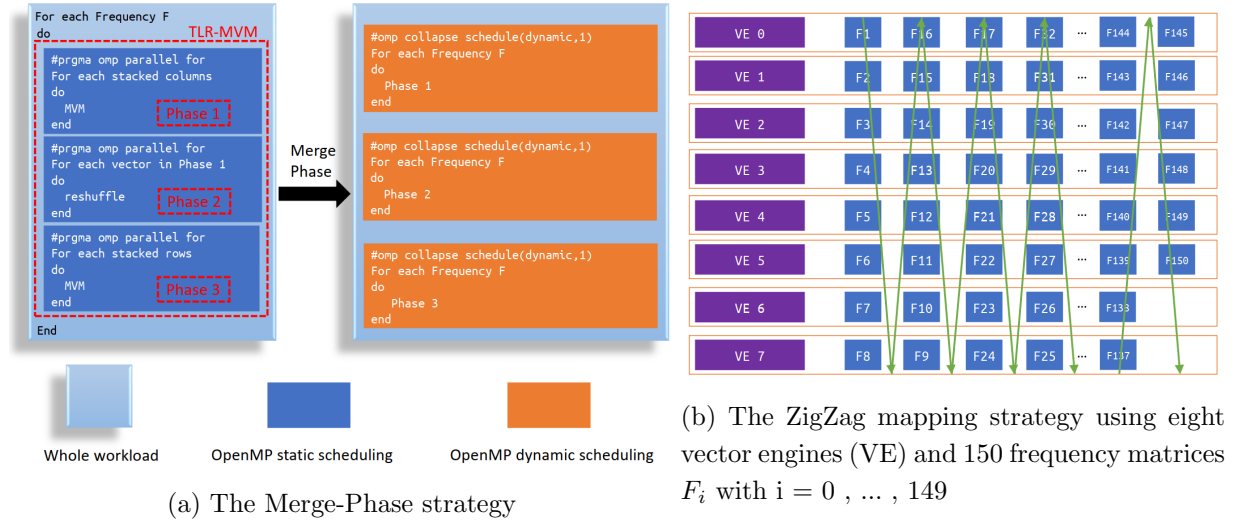 For each Frequency F
do
TLR-MVM
#prgma omp parallel for
For each stacked columns
do
MVM
end
Phase 1
#prgma omp parallel for
For each vector in Phase 1
do
reshuffle
end
Phase 2
#prgma omp parallel for
For each stacked rows
do
MVM
end
Phase 3
End
Merge
Phase
#omp collapse schedule(dynamic,1)
For each Frequency F
do
Phase 1
end
#omp collapse schedule(dynamic,1)
For each Frequency F
do
Phase 2
end
#omp collapse schedule(dynamic,1)
For each Frequency F
do
Phase 3
end
Whole workload
OpenMP static scheduling
OpenMP dynamic scheduling
(a) The Merge-Phase strategy
VE 0 F1 F16 F17 F32 ... F144 F145
VE 1 F2 F15 F18 F31 ... F143 F146
VE 2 F3 F14 F19 F30 ... F142 F147
VE 3 F4 F13 F20 F29 ... F141 F148
VE 4 F5 F12 F21 F28 ... F140 F149
VE 5 F6 F11 F22 F27 ... F139 F150
VE 6 F7 F10 F23 F26 ... F138
VE 7 F8 F9 F24 F25 ... F137
(b) The ZigZag mapping strategy using eight
vector engines (VE) and 150 frequency matrices
F_i with i = 0 , ... , 149